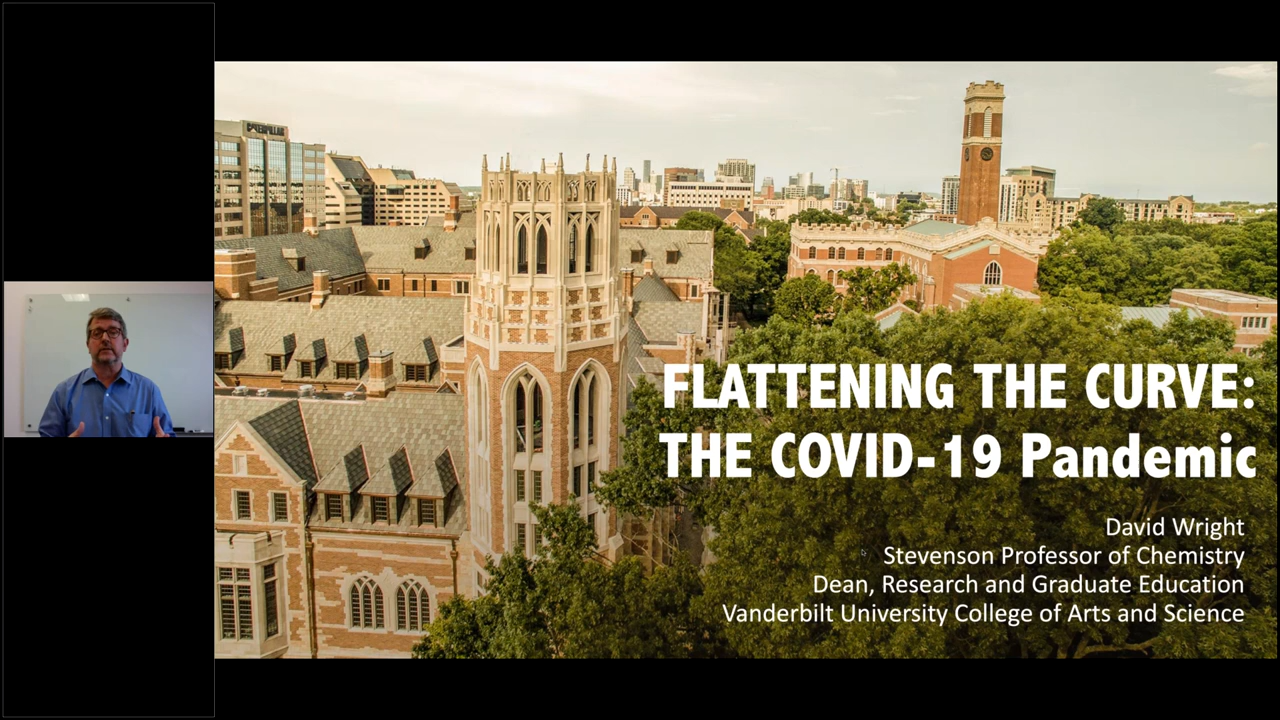 CATERPILLAR
FLATTENING THE CURVE:
THE COVID-19 Pandemic
David Wright
Stevenson Professor of Chemistry
Dean, Research and Graduate Education
Vanderbilt University College of Arts and Science